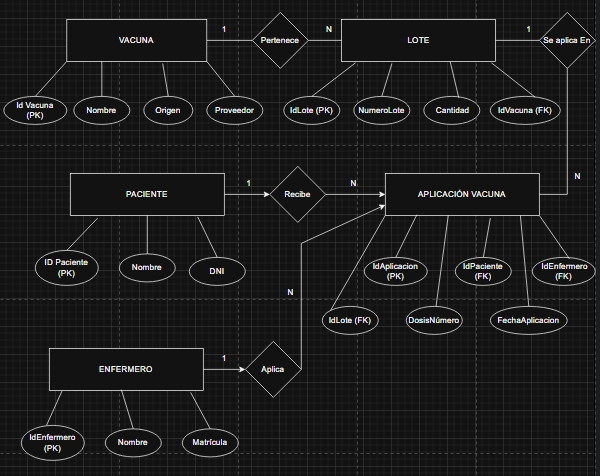 VACUNA
1
Pertenece
N
LOTE
1
Se aplica En
Id Vacuna
(PK)
Nombre
Origen
Proveedor
IdLote (PK)
NumeroLote
Cantidad
IdVacuna (FK)
N
PACIENTE
1
Recibe
N
APLICACIÓN VACUNA
ID Paciente
(PK)
Nombre
DNI
IdAplicacion
(PK)
IdPaciente
(FK)
IdEnfermero
(FK)
N
IdLote (FK)
DosisNúmero
FechaAplicacion
ENFERMERO
1
Aplica
IdEnfermero
(PK)
Nombre
Matrícula